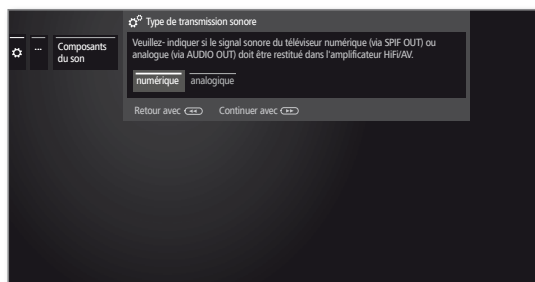 Type de transmission sonore
... Composants
du son
Veuillez- indiquer si le signal sonore du téléviseur numérique (via SPIF OUT) ou
analogue (via AUDIO OUT) doit être restitué dans l'amplificateur HiFi/AV.
numérique analogique
Retour avec Continuer avec